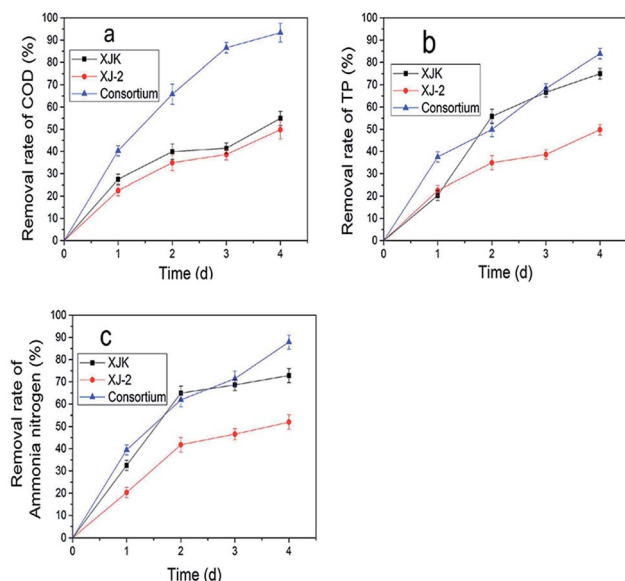 a
XJK
XJ-2
Consortium
Removal rate of COD (%)
100
90
80
70
60
50
40
30
20
10
0
0 1 2 3 4
Time (d)
b
XJK
XJ-2
Consortium
Removal rate of TP (%)
100
90
80
70
60
50
40
30
20
10
0
0 1 2 3 4
Time (d)
c
XJK
XJ-2
Consortium
Removal rate of
Ammonia nitrogen (%)
100
90
80
70
60
50
40
30
20
10
0
0 1 2 3 4
Time (d)